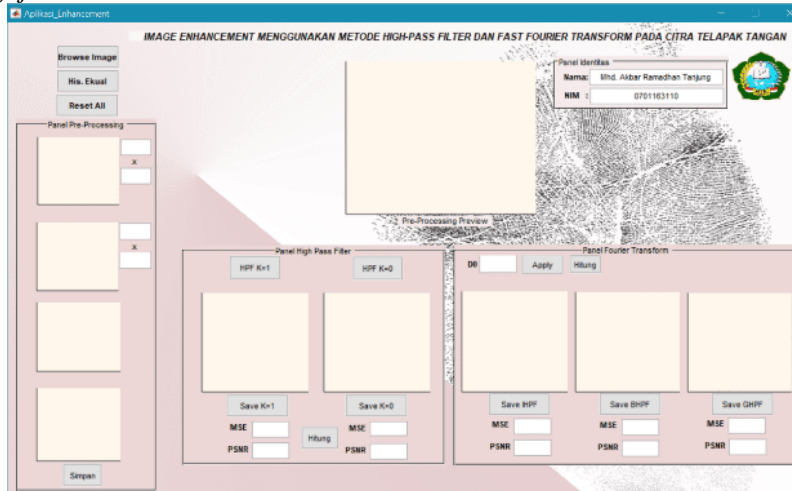 Aplikasi_Enhancement
IMAGE ENHANCEMENT MENGGUNAKAN METODE HIGH-PASS FILTER DAN FAST FOURIER TRANSFORM PADA CITRA TELAPAK TANGAN
Browse Image
His. Ekual
Reset All
Panel Identitas
Nama: Mhd. Akbar Ramadhan Tanjung
NIM : 0701163110
Panel Pre-Processing
x
x
Simpan
Pre-Processing Preview
Panel High Pass Filter
HPF K=1 HPF K=0
Save K=1 Save K=0
MSE MSE
Hitung
PSNR PSNR
Panel Fourier Transform
D0 Apply Hitung
Save IHPF Save BHPF Save GHPF
MSE MSE MSE
PSNR PSNR PSNR